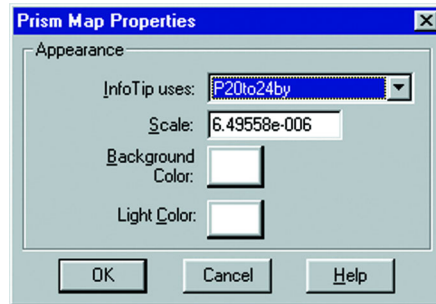 Prism Map Properties
Appearance
InfoTip uses: P20to24by
Scale: 6.49558e-006
Background
Color:
Light Color:
OK Cancel Help